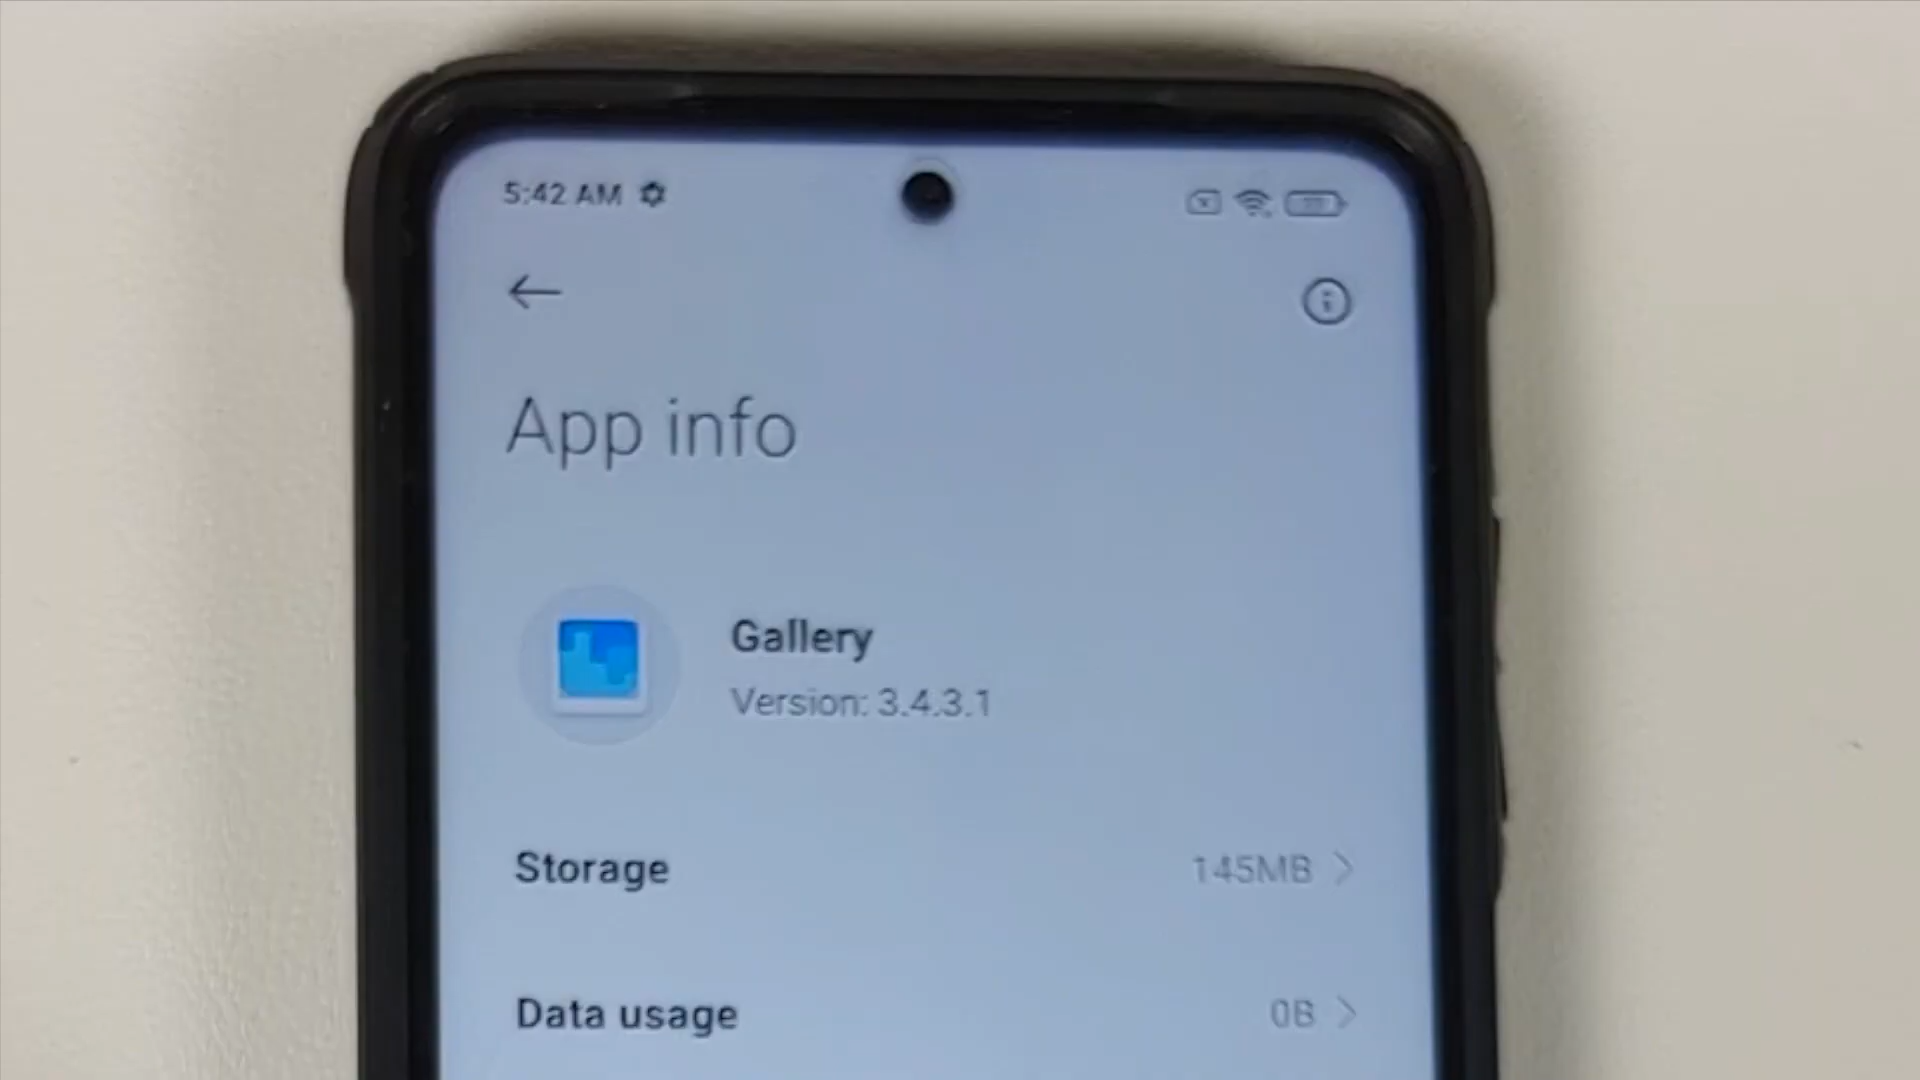 5:42 AM
App info
Gallery
Version: 3.4.3.1
Storage 145MB
Data usage 0B